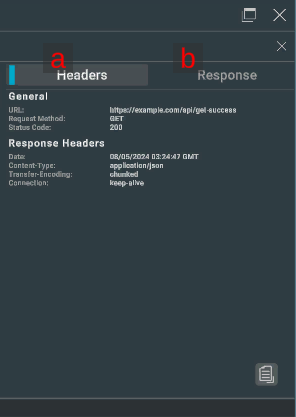 a b
Headers Response
General
URL: https://example.com/api/get-success
Request Method: GET
Status Code: 200
Response Headers
Date: 08/05/2024 03:24:47 GMT
Content-Type: application/json
Transfer-Encoding: chunked
Connection: keep-alive